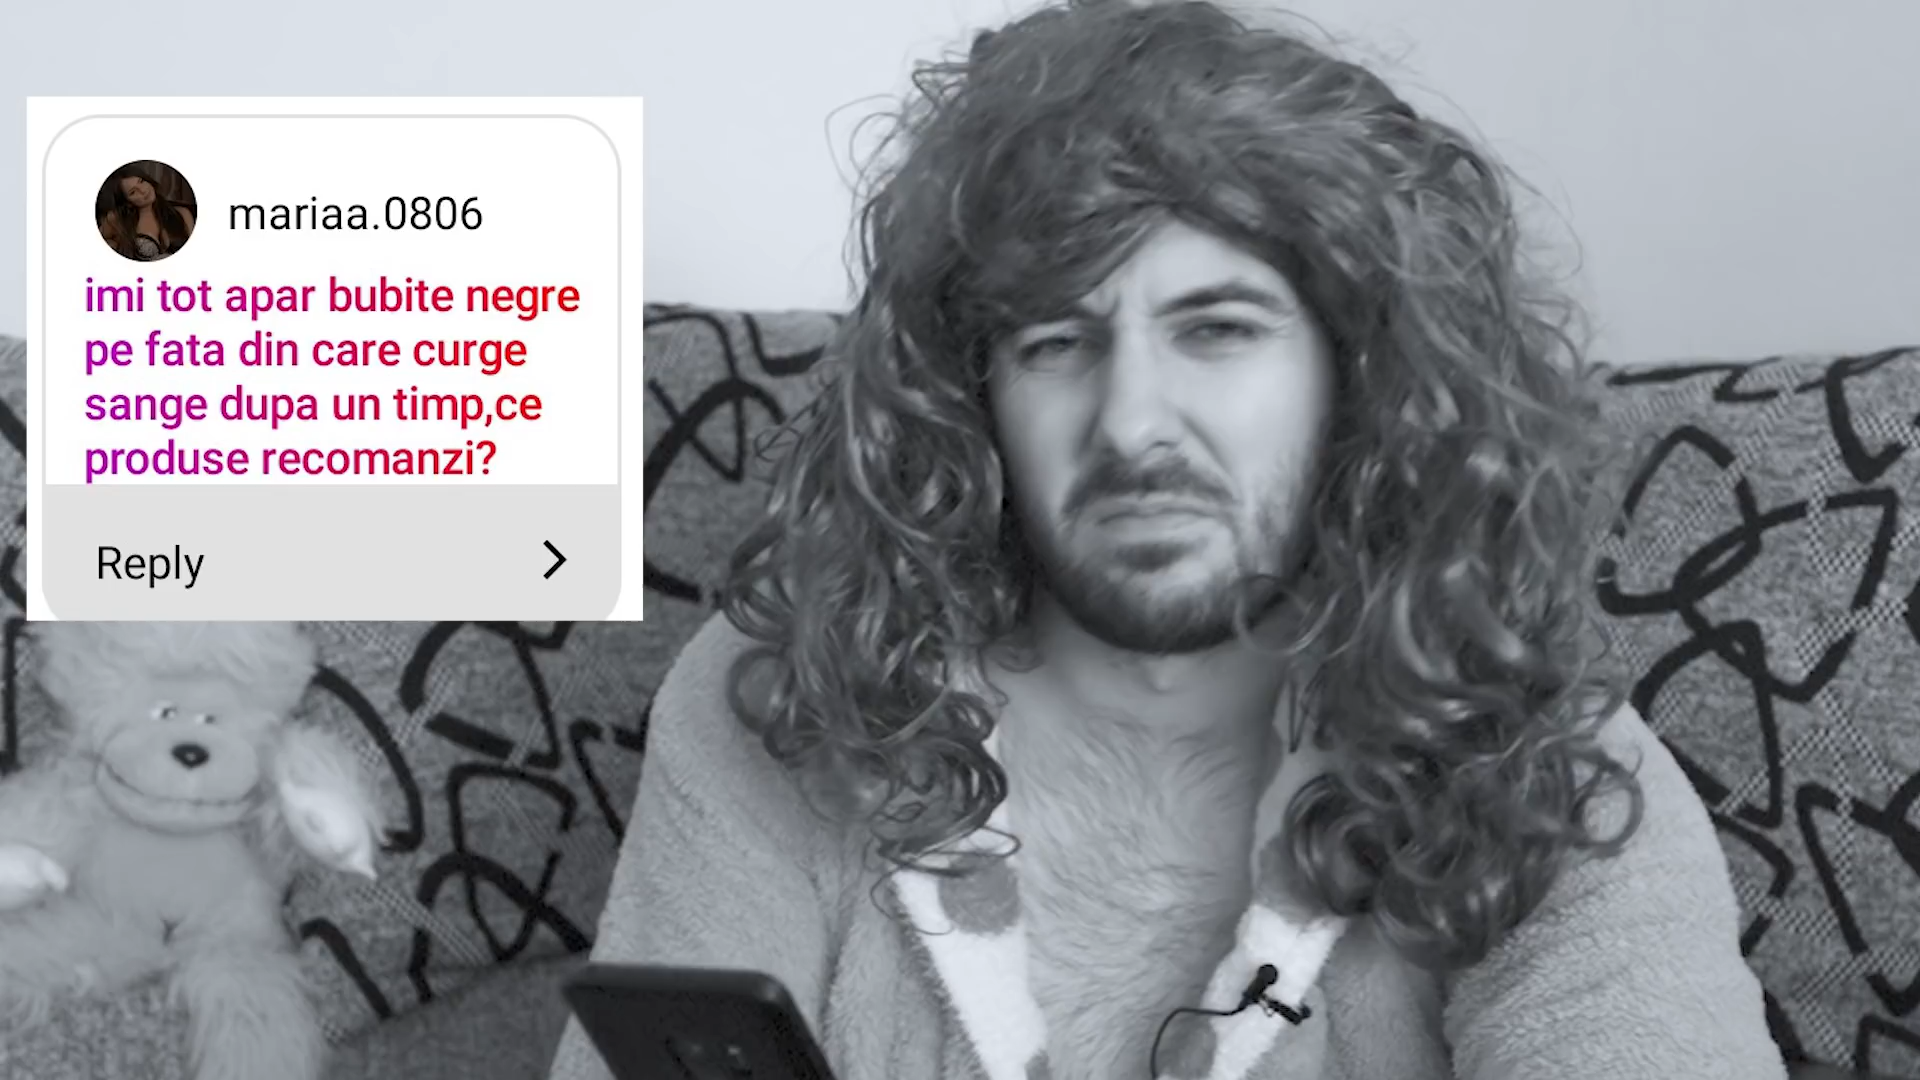 mariaa.0806
imi tot apar bubite negre
pe fata din care curge
sange dupa un timp,ce
produse recomanzi?
Reply